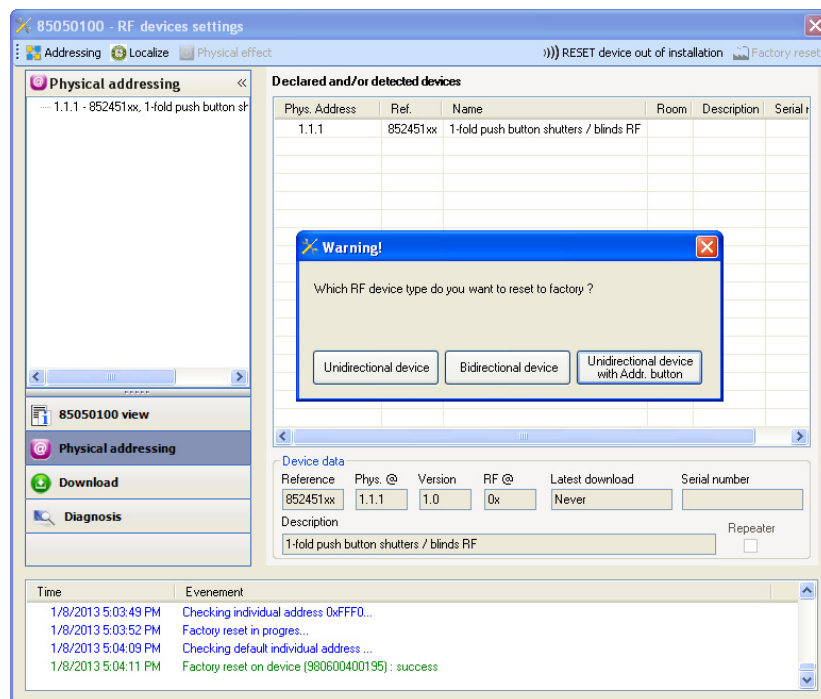 85050100 - RF devices settings
Addressing Localize Physical effect RESET device out of installation Factory reset
Physical addressing
1.1.1 - 852451xx, 1-fold push button sh
85050100 view
Physical addressing
Download
Diagnosis
Declared and/or detected devices
Phys. Address Ref. Name Room Description Serial r
1.1.1 852451xx 1-fold push button shutters / blinds RF
Warning!
Which RF device type do you want to reset to factory ?
Unidirectional device
Bidirectional device
Unidirectional device
with Addr. button
Device data
Reference Phys. @ Version RF @ Latest download Serial number
852451xx 1.1.1 1.0 0x Never
Description
Repeater
1-fold push button shutters / blinds RF
Time Evenement
1/8/2013 5:03:49 PM Checking individual address 0xFFF0...
1/8/2013 5:03:52 PM Factory reset in progres...
1/8/2013 5:04:09 PM Checking default individual address ...
1/8/2013 5:04:11 PM Factory reset on device (980600400195) : success